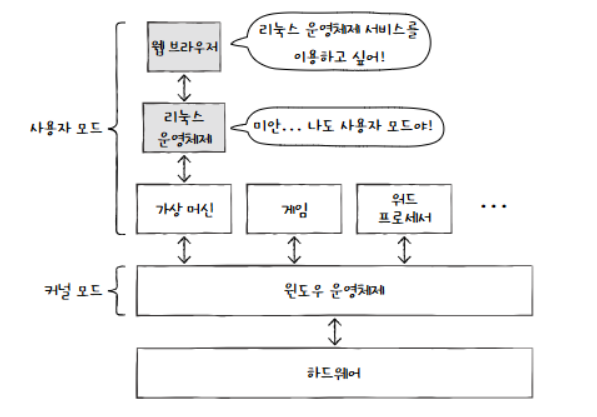 웹 브라우저
리눅스 운영체제 서비스를
이용하고 싶어!
사용자 모드
리눅스
운영체제
미안... 나도 사용자 모드야!
가상 머신
게임
워드
프로세서
...
커널 모드
윈도우 운영체제
하드웨어